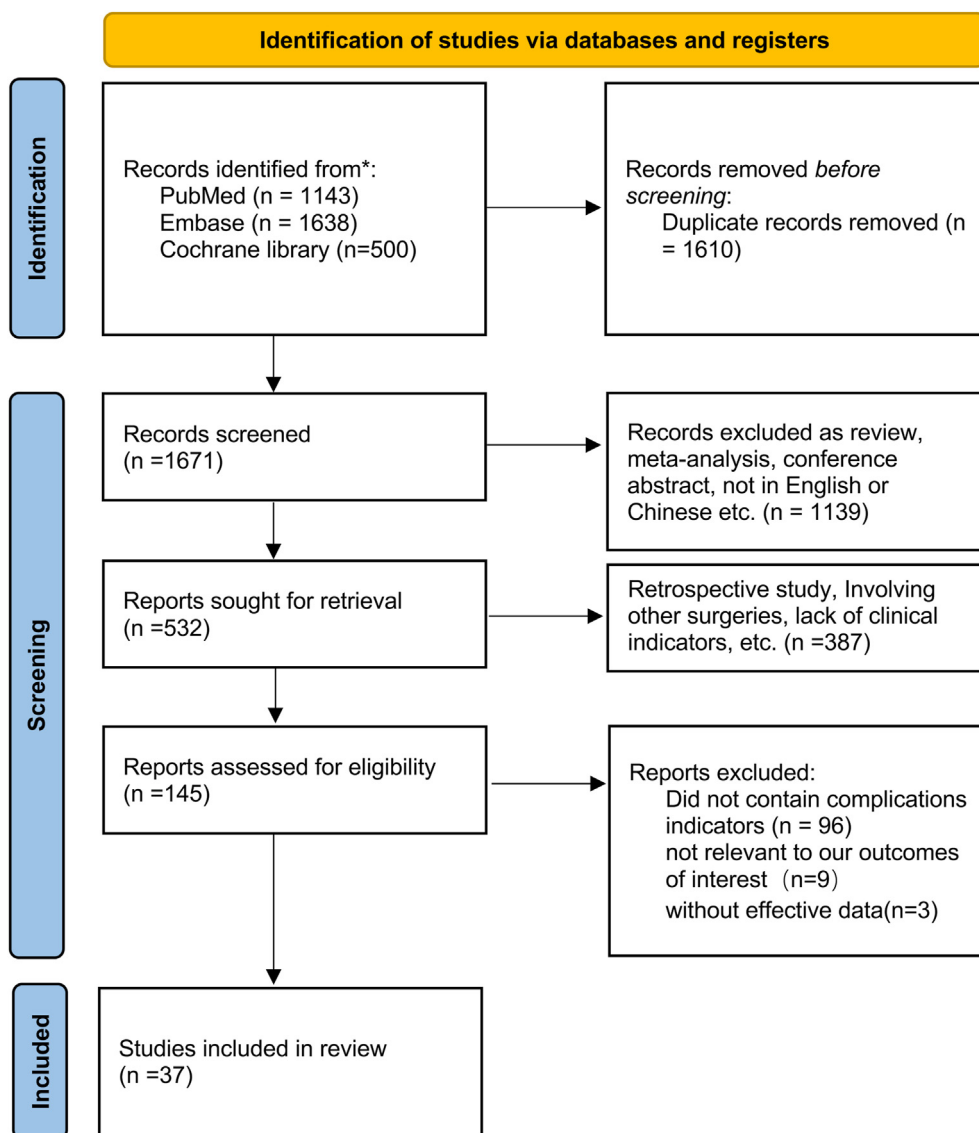 Identification of studies via databases and registers
Identification
Records identified from*:
PubMed (n = 1143)
Embase (n = 1638)
Cochrane library (n=500)
Records removed before
screening:
Duplicate records removed (n
= 1610)
Screening
Records screened
(n =1671)
Records excluded as review,
meta-analysis, conference
abstract, not in English or
Chinese etc. (n = 1139)
Reports sought for retrieval
(n =532)
Retrospective study, Involving
other surgeries, lack of clinical
indicators, etc. (n =387)
Reports assessed for eligibility
(n =145)
Reports excluded:
Did not contain complications
indicators (n = 96)
not relevant to our outcomes
of interest（n=9）
without effective data(n=3)
Included
Studies included in review
(n =37)